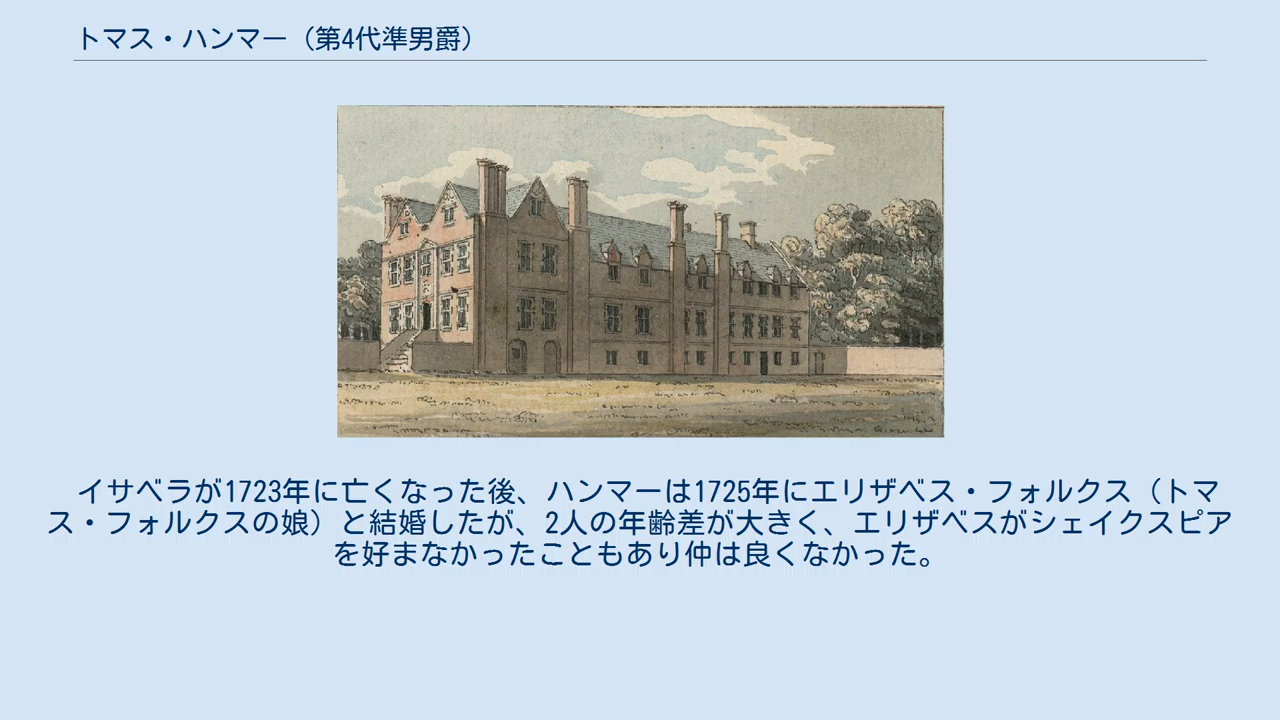 トマス・ハンマー（第4代準男爵）
イサベラが1723年に亡くなった後、ハンマーは1725年にエリザベス・フォルクス（トマ
ス・フォルクスの娘）と結婚したが、2人の年齢差が大きく、エリザベスがシェイクスピア
を好まなかったこともあり仲は良くなかった。